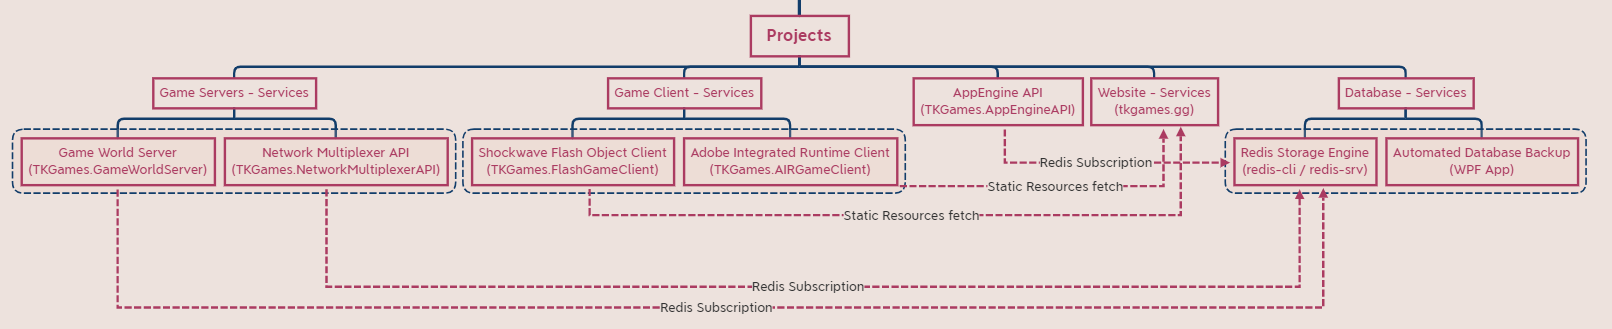 Projects
Game Servers - Services
Game Client - Services
AppEngine API
(TKGames.AppEngineAPI)
Website - Services
(tkgames.gg)
Database - Services
Game World Server
(TKGames.GameWorldServer)
Network Multiplexer API
(TKGames.NetworkMultiplexerAPI)
Shockwave Flash Object Client
(TKGames.FlashGameClient)
Adobe Integrated Runtime Client
(TKGames.AIRGameClient)
Redis Storage Engine
(redis-cli / redis-srv)
Automated Database Backup
(WPF App)
Redis Subscription
Static Resources fetch
Static Resources fetch
Redis Subscription
Redis Subscription